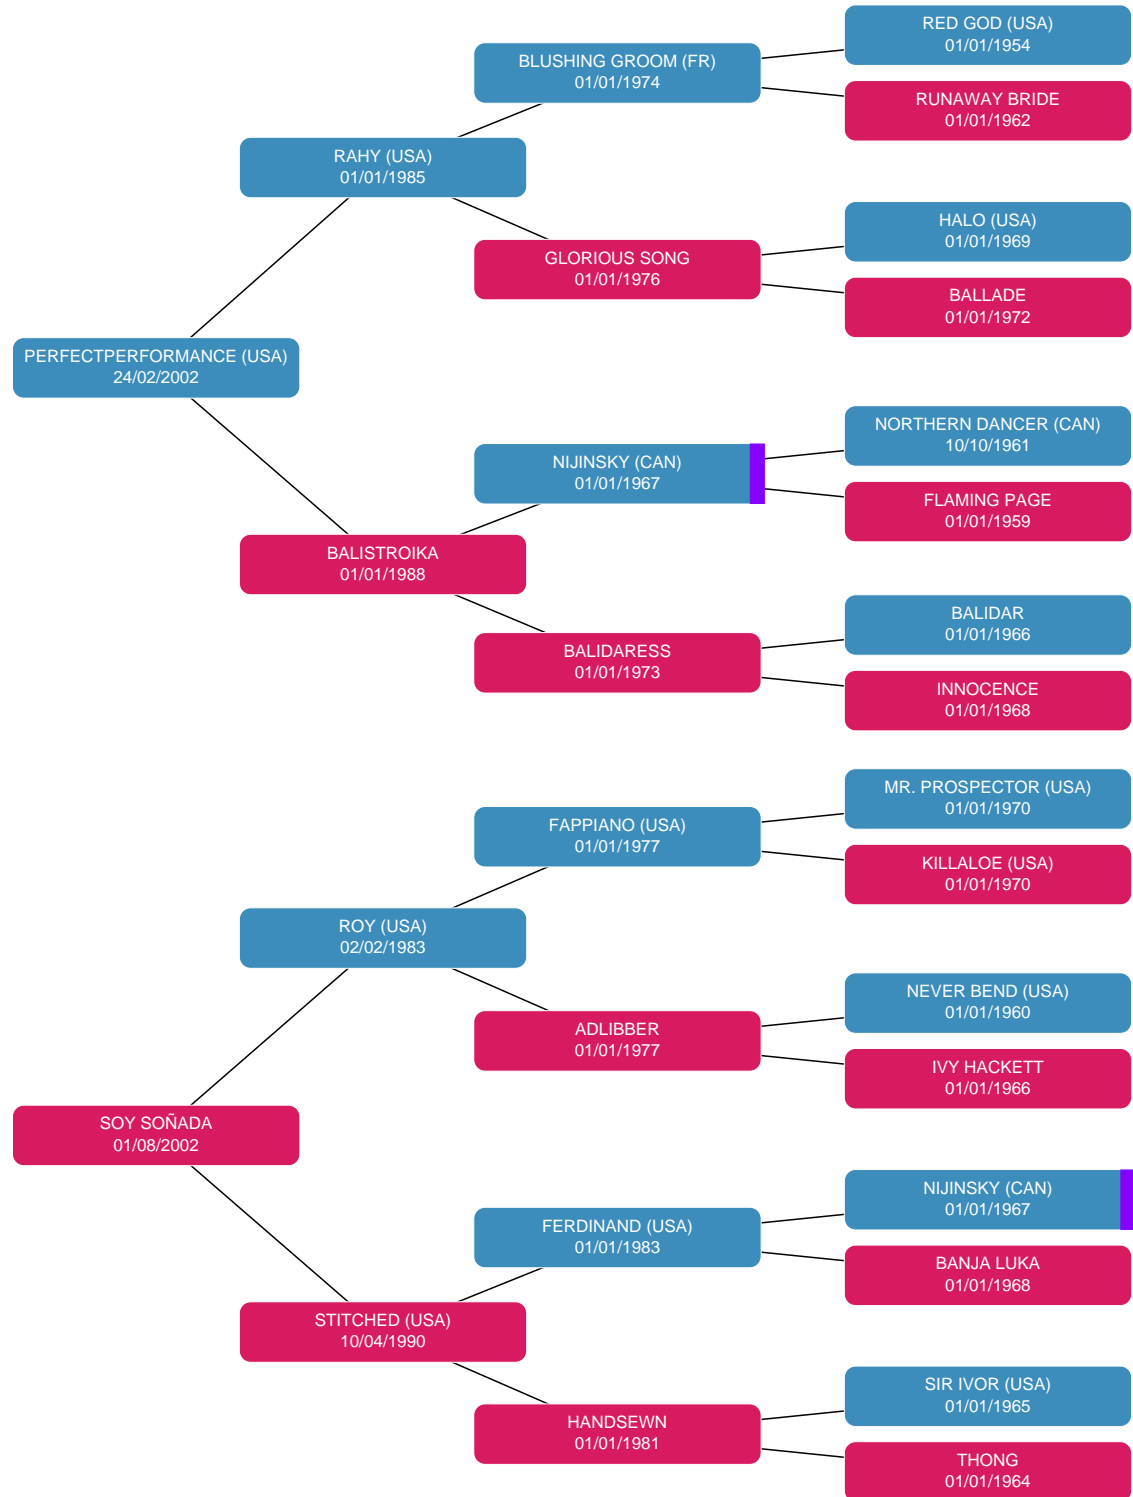 RED GOD (USA)
01/01/1954
BLUSHING GROOM (FR)
01/01/1974
RUNAWAY BRIDE
01/01/1962
RAHY (USA)
01/01/1985
HALO (USA)
01/01/1969
GLORIOUS SONG
01/01/1976
BALLADE
01/01/1972
PERFECTPERFORMANCE (USA)
24/02/2002
NORTHERN DANCER (CAN)
10/10/1961
NIJINSKY (CAN)
01/01/1967
FLAMING PAGE
01/01/1959
BALISTROIKA
01/01/1988
BALIDAR
01/01/1966
BALIDARESS
01/01/1973
INNOCENCE
01/01/1968
MR. PROSPECTOR (USA)
01/01/1970
FAPPIANO (USA)
01/01/1977
KILLALOE (USA)
01/01/1970
ROY (USA)
02/02/1983
NEVER BEND (USA)
01/01/1960
ADLIBBER
01/01/1977
IVY HACKETT
01/01/1966
SOY SOÑADA
01/08/2002
NIJINSKY (CAN)
01/01/1967
FERDINAND (USA)
01/01/1983
BANJA LUKA
01/01/1968
STITCHED (USA)
10/04/1990
SIR IVOR (USA)
01/01/1965
HANDSEWN
01/01/1981
THONG
01/01/1964